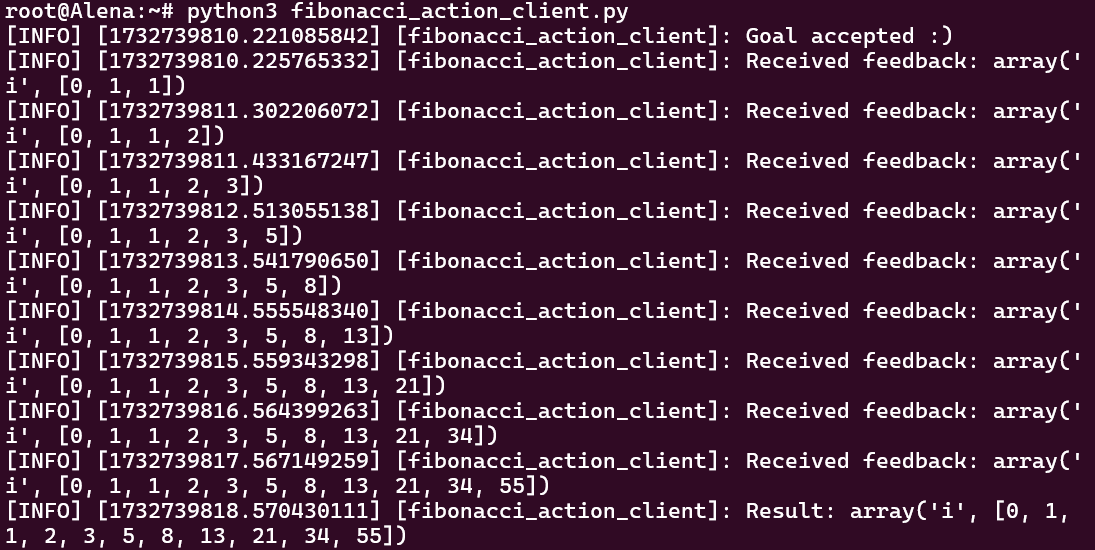 root@Alena:~# python3 fibonacci_action_client.py
[INFO] [1732739810.221085842] [fibonacci_action_client]: Goal accepted :)
[INFO] [1732739810.225765332] [fibonacci_action_client]: Received feedback: array('
i', [0, 1, 1])
[INFO] [1732739811.302206072] [fibonacci_action_client]: Received feedback: array('
i', [0, 1, 1, 2])
[INFO] [1732739811.433167247] [fibonacci_action_client]: Received feedback: array('
i', [0, 1, 1, 2, 3])
[INFO] [1732739812.513055138] [fibonacci_action_client]: Received feedback: array('
i', [0, 1, 1, 2, 3, 5])
[INFO] [1732739813.541790650] [fibonacci_action_client]: Received feedback: array('
i', [0, 1, 1, 2, 3, 5, 8])
[INFO] [1732739814.555548340] [fibonacci_action_client]: Received feedback: array('
i', [0, 1, 1, 2, 3, 5, 8, 13])
[INFO] [1732739815.559343298] [fibonacci_action_client]: Received feedback: array('
i', [0, 1, 1, 2, 3, 5, 8, 13, 21])
[INFO] [1732739816.564399263] [fibonacci_action_client]: Received feedback: array('
i', [0, 1, 1, 2, 3, 5, 8, 13, 21, 34])
[INFO] [1732739817.567149259] [fibonacci_action_client]: Received feedback: array('
i', [0, 1, 1, 2, 3, 5, 8, 13, 21, 34, 55])
[INFO] [1732739818.570430111] [fibonacci_action_client]: Result: array('i', [0, 1,
1, 2, 3, 5, 8, 13, 21, 34, 55])